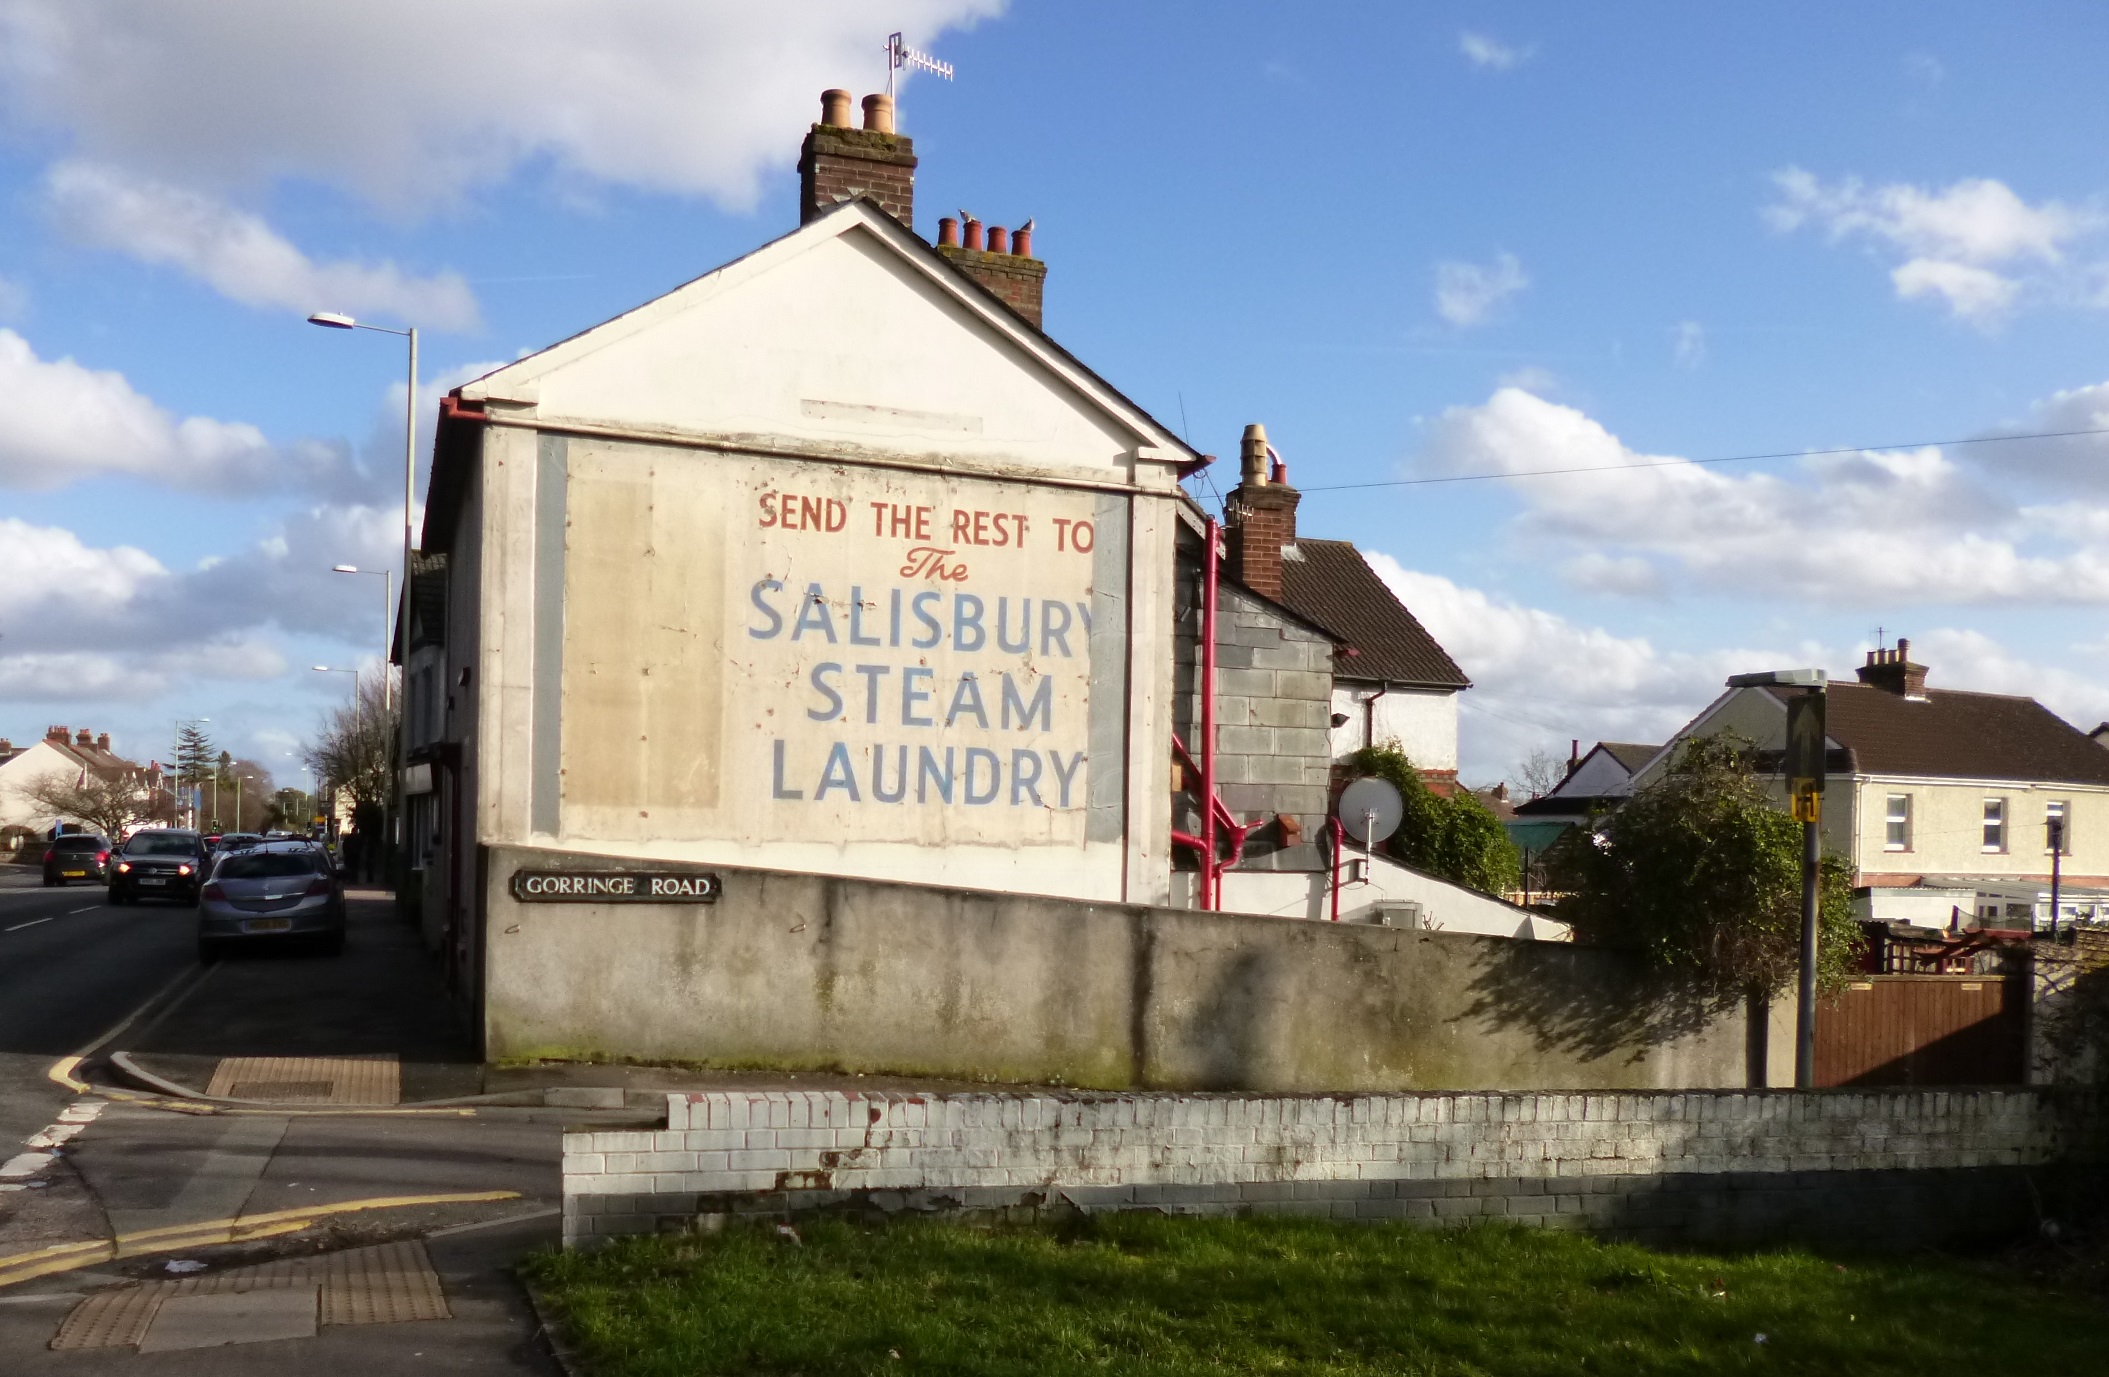 SEND THE REST TO
The
SALISBURY
STEAM
LAUNDRY
GORRINGE ROAD